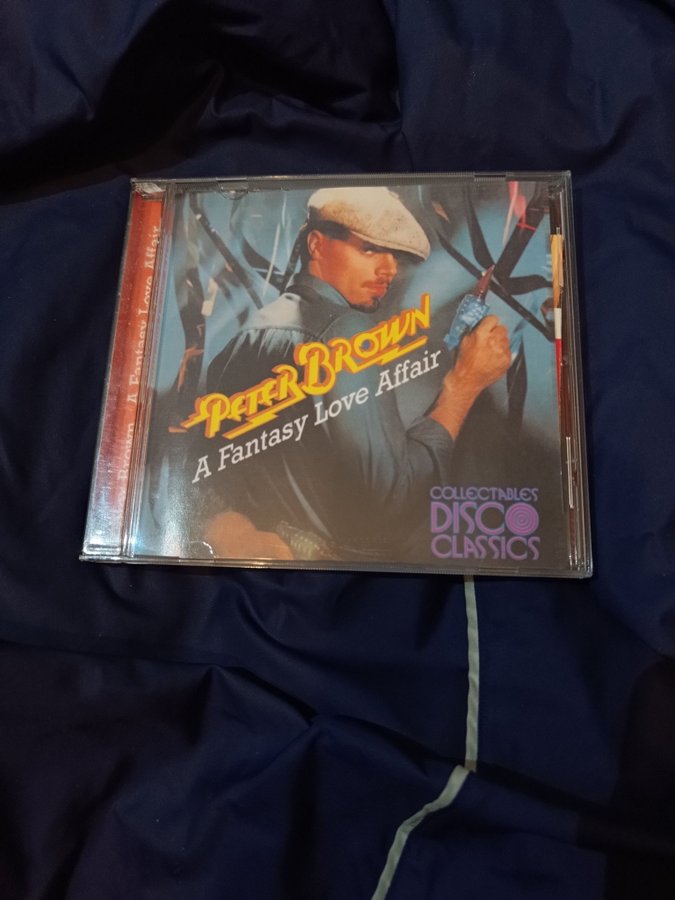 PETER BROWN
A Fantasy Love Affair
COLLECTABLES
DISCO
CLASSICS
Brown A Fantasy Love Affair